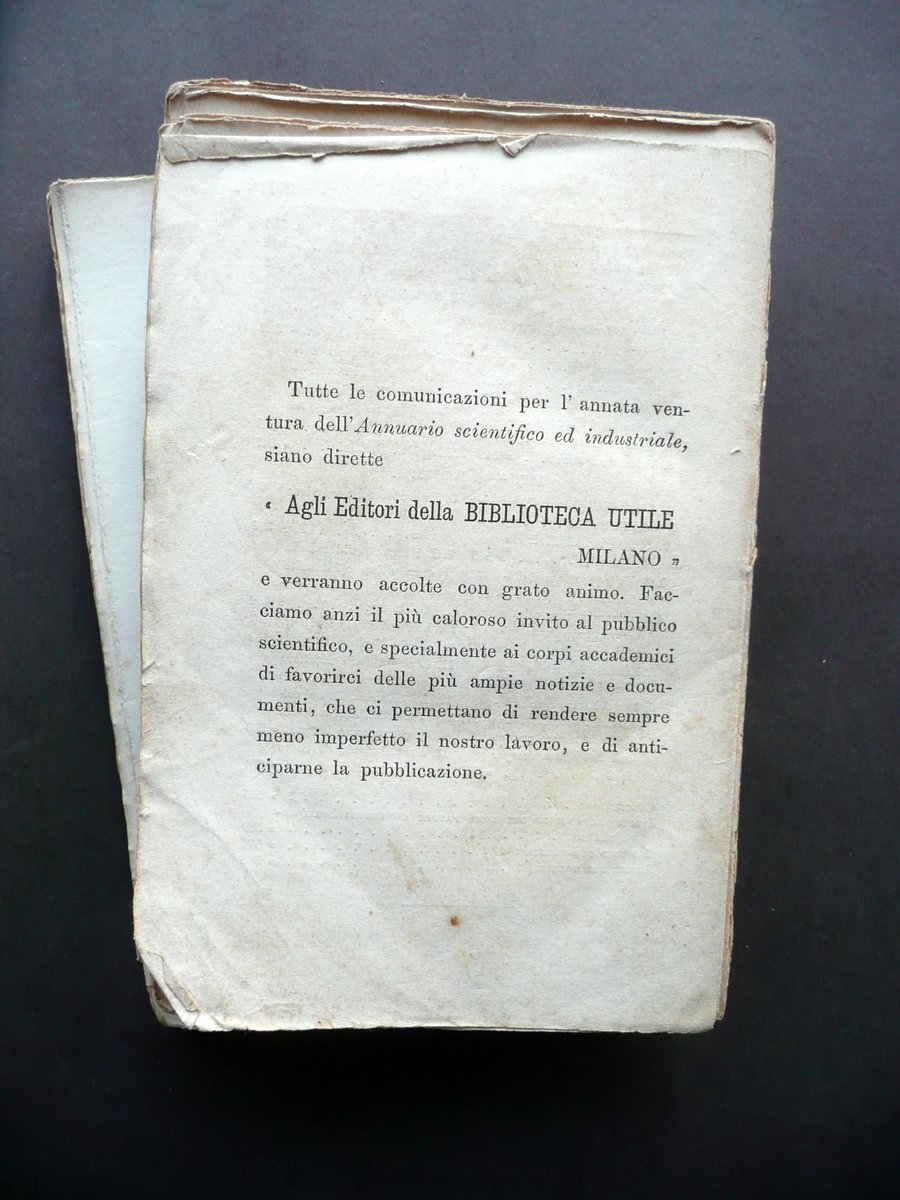 Tutte le comunicazioni per l' annata ven-
tura dell'Annuario scientifico ed industriale,
siano dirette
« Agli Editori della BIBLIOTECA UTILE
MILANO »
e verranno accolte con grato animo. Fac-
ciamo anzi il più caloroso invito al pubblico
scientifico, e specialmente ai corpi accademici
di favorirci delle più ampie notizie e docu-
menti, che ci permettano di rendere sempre
meno imperfetto il nostro lavoro, e di anti-
ciparne la pubblicazione.